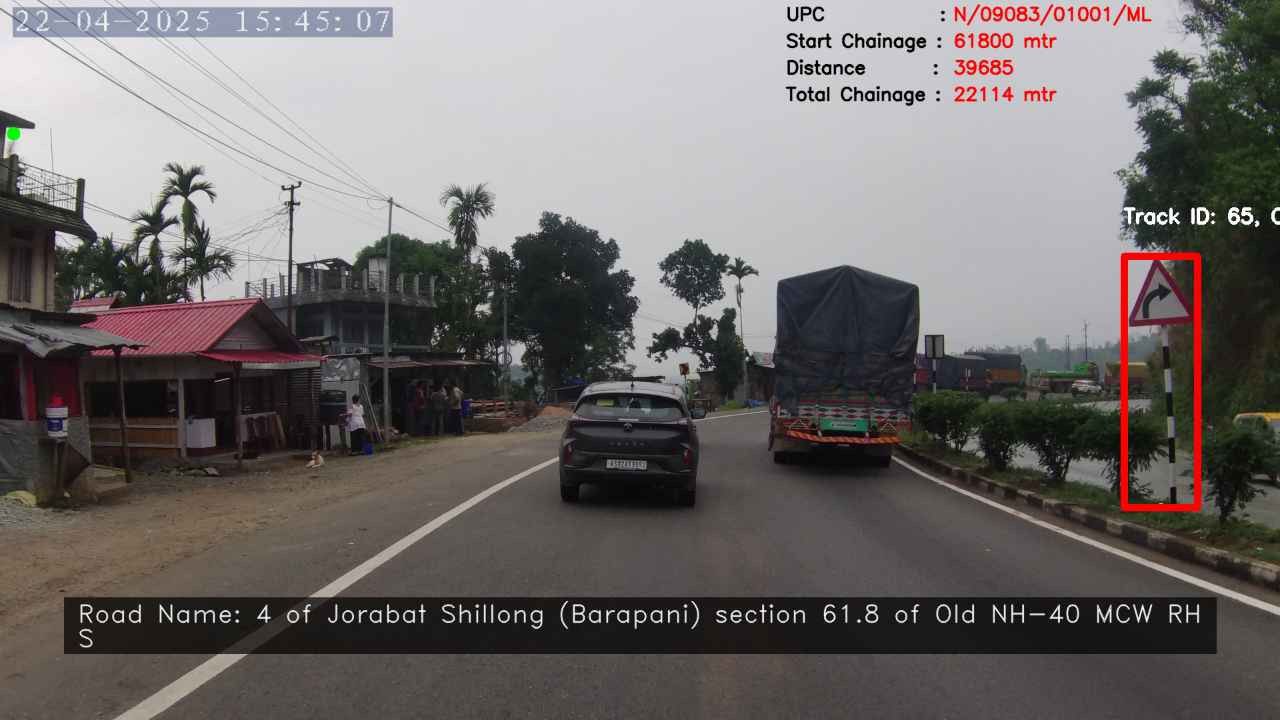 22-04-2025 15:45:07
UPC : N/09083/01001/ML
Start Chainage : 61800 mtr
Distance : 39685
Total Chainage : 22114 mtr
Track ID: 65,
Road Name: 4 of Jorabat Shillong (Barapani) section 61.8 of Old NH-40 MCW RH
S